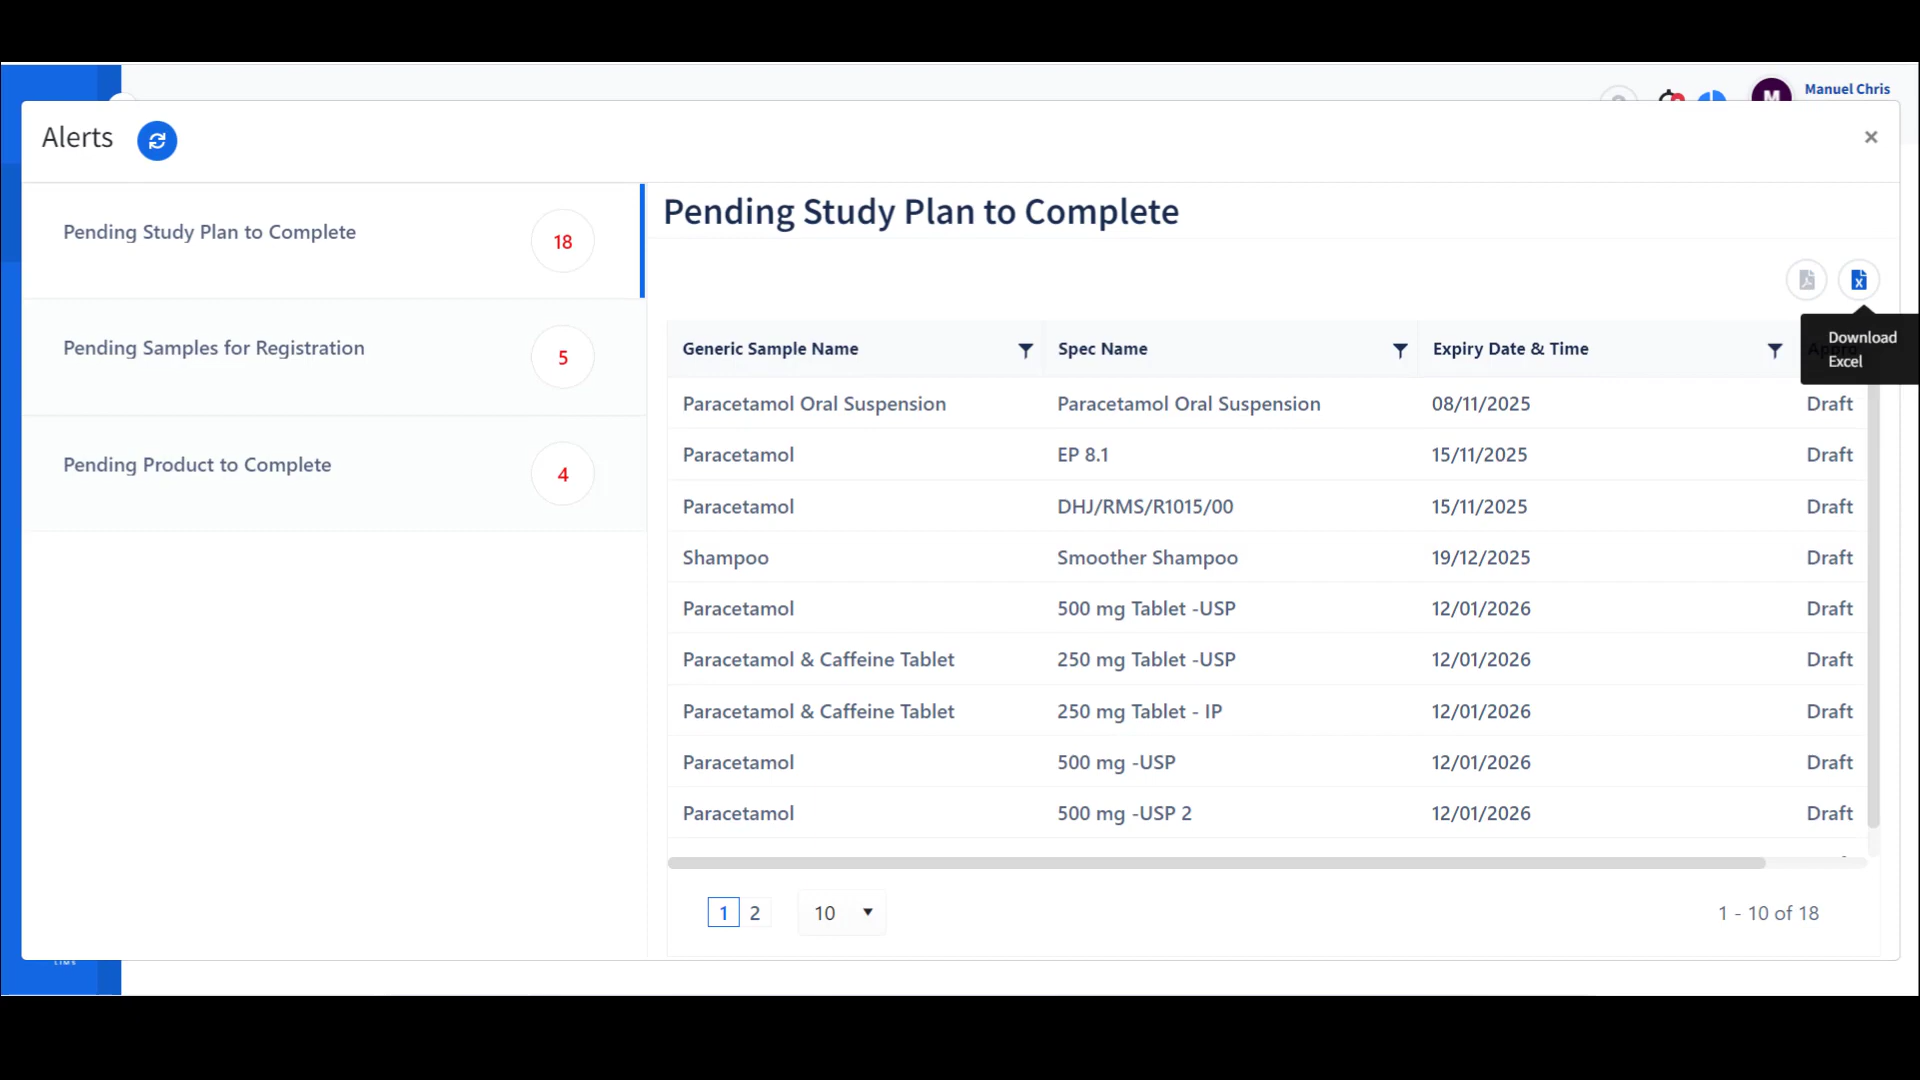 Manuel Chris
M
Alerts
Pending Study Plan to Complete
18
Pending Samples for Registration
5
Pending Product to Complete
4
Pending Study Plan to Complete
Download
Excel
Generic Sample Name Spec Name Expiry Date & Time
Paracetamol Oral Suspension Paracetamol Oral Suspension 08/11/2025 Draft
Paracetamol EP 8.1 15/11/2025 Draft
Paracetamol DHJ/RMS/R1015/00 15/11/2025 Draft
Shampoo Smoother Shampoo 19/12/2025 Draft
Paracetamol 500 mg Tablet -USP 12/01/2026 Draft
Paracetamol & Caffeine Tablet 250 mg Tablet -USP 12/01/2026 Draft
Paracetamol & Caffeine Tablet 250 mg Tablet - IP 12/01/2026 Draft
Paracetamol 500 mg -USP 12/01/2026 Draft
Paracetamol 500 mg -USP 2 12/01/2026 Draft
1 2 10 1 - 10 of 18
LIMS